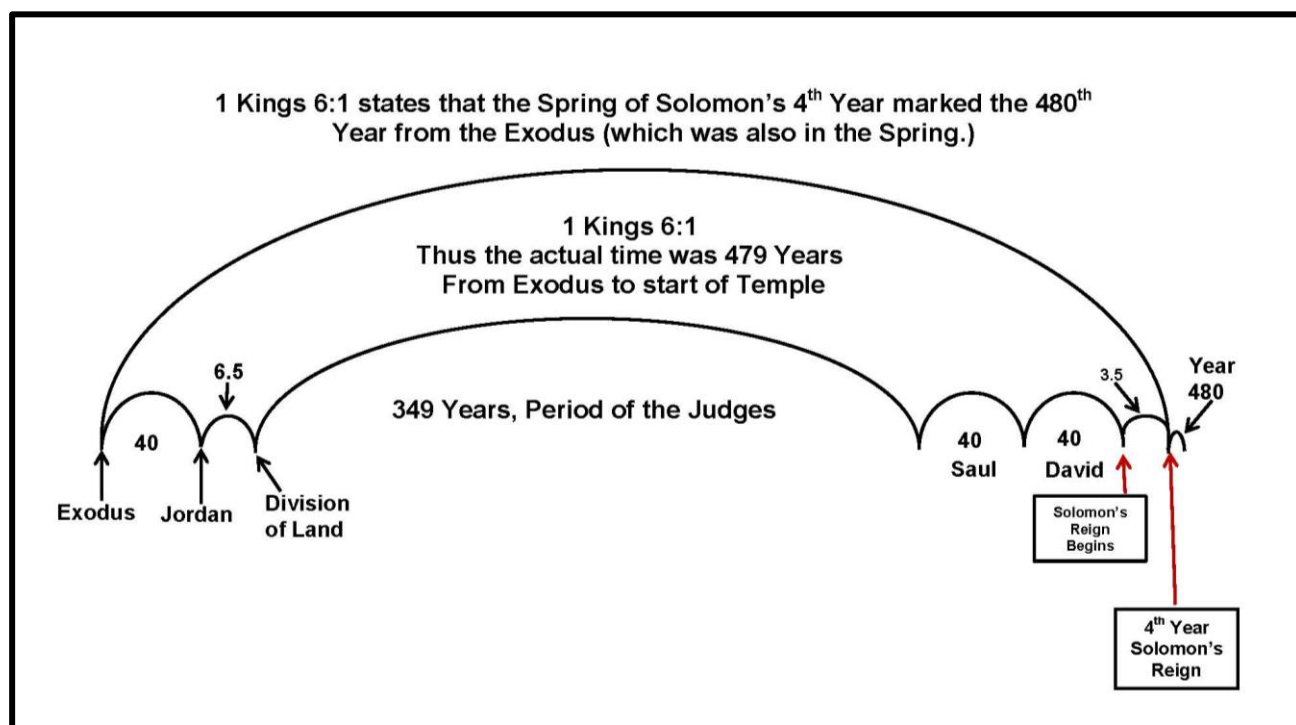 1 Kings 6:1 states that the Spring of Solomon's 4th Year marked the 480th
Year from the Exodus (which was also in the Spring.)
1 Kings 6:1
Thus the actual time was 479 Years
From Exodus to start of Temple
6.5
3.5
Year
480
349 Years, Period of the Judges
40
40
Saul
40
David
Exodus
Jordan
Division
of Land
Solomon's
Reign
Begins
4th Year
Solomon's
Reign